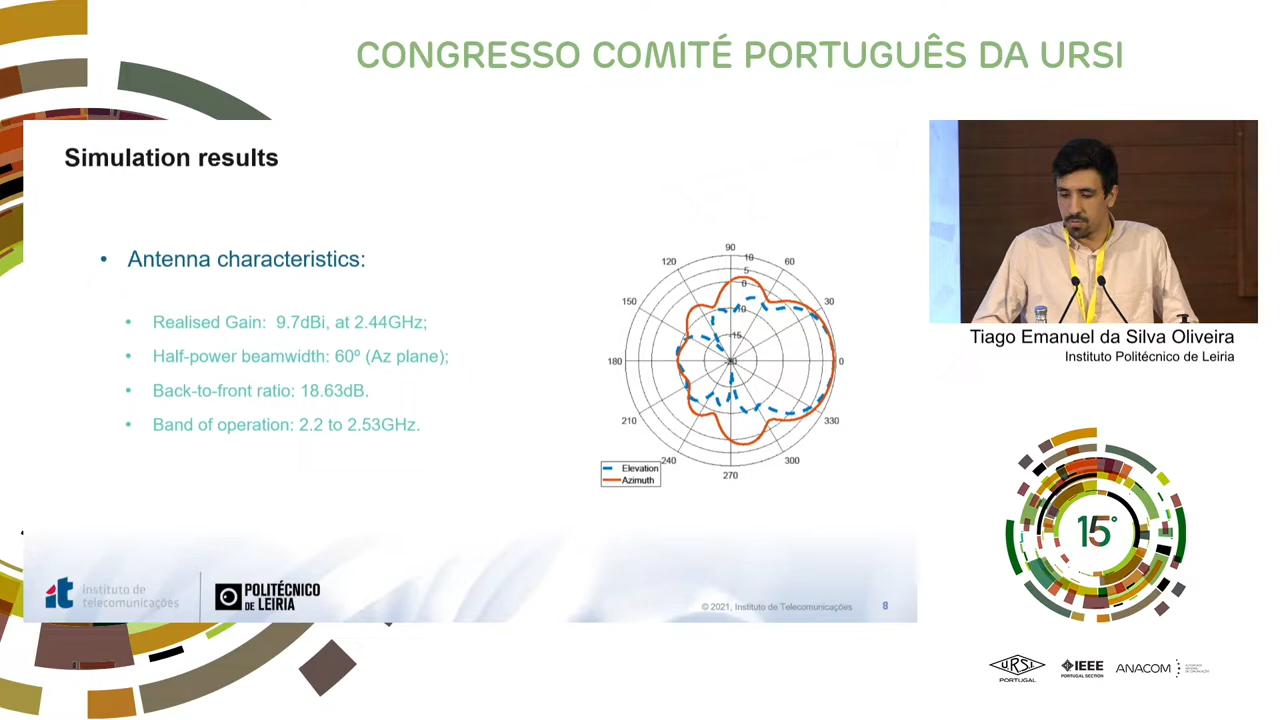 CONGRESSO COMITÉ PORTUGUÊS DA URSI
Simulation results
• Antenna characteristics:
• Realised Gain: 9.7dBi, at 2.44GHz;
• Half-power beamwidth: 60º (Az plane);
• Back-to-front ratio: 18.63dB.
• Band of operation: 2.2 to 2.53GHz.
90
120
10
60
5
0
150
30
-10
-15
180
0
210
330
240
300
270
Elevation
Azimuth
it instituto de
telecomunicações
POLITÉCNICO
DE LEIRIA
© 2021, Instituto de Telecomunicações
8
Tiago Emanuel da Silva Oliveira
Instituto Politécnico de Leiria
15º
URSI
PORTUGAL
IEEE
PORTUGAL SECTION
ANACOM